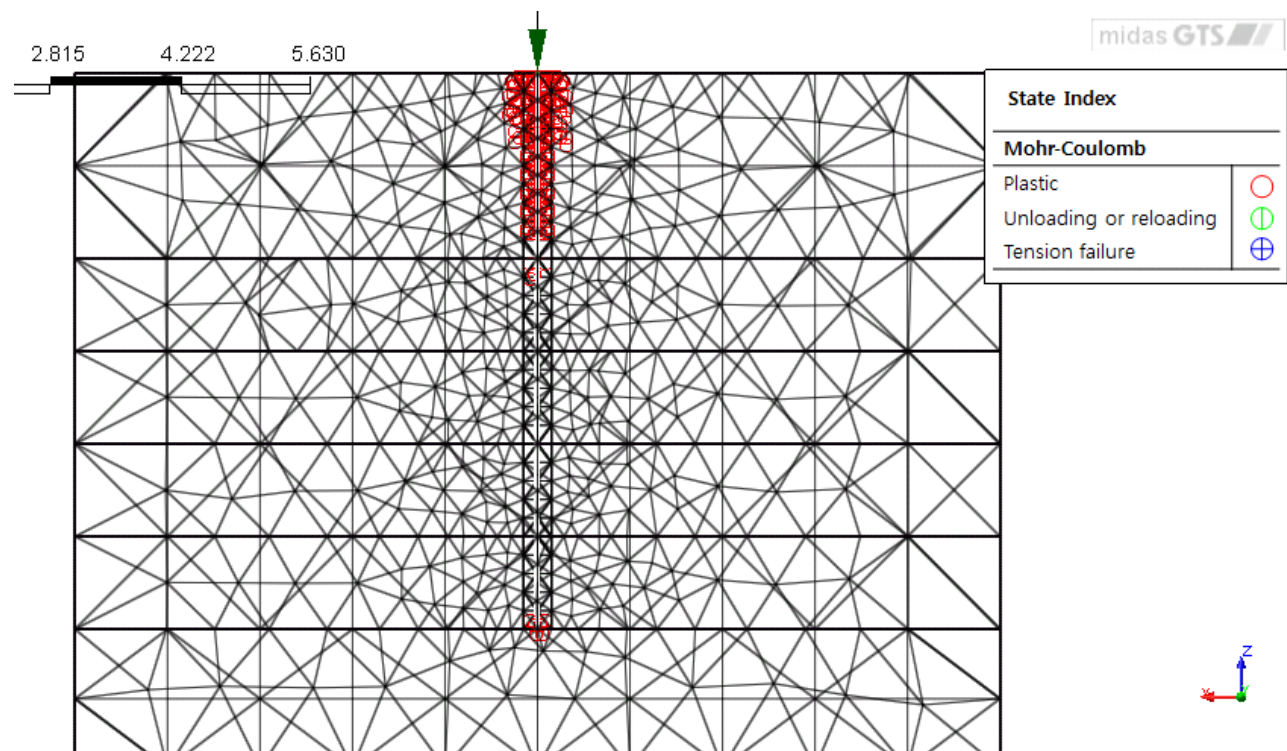 2.815 4.222 5.630
midas GTS
State Index
Mohr-Coulomb
Plastic
Unloading or reloading
Tension failure
Z
X
Y